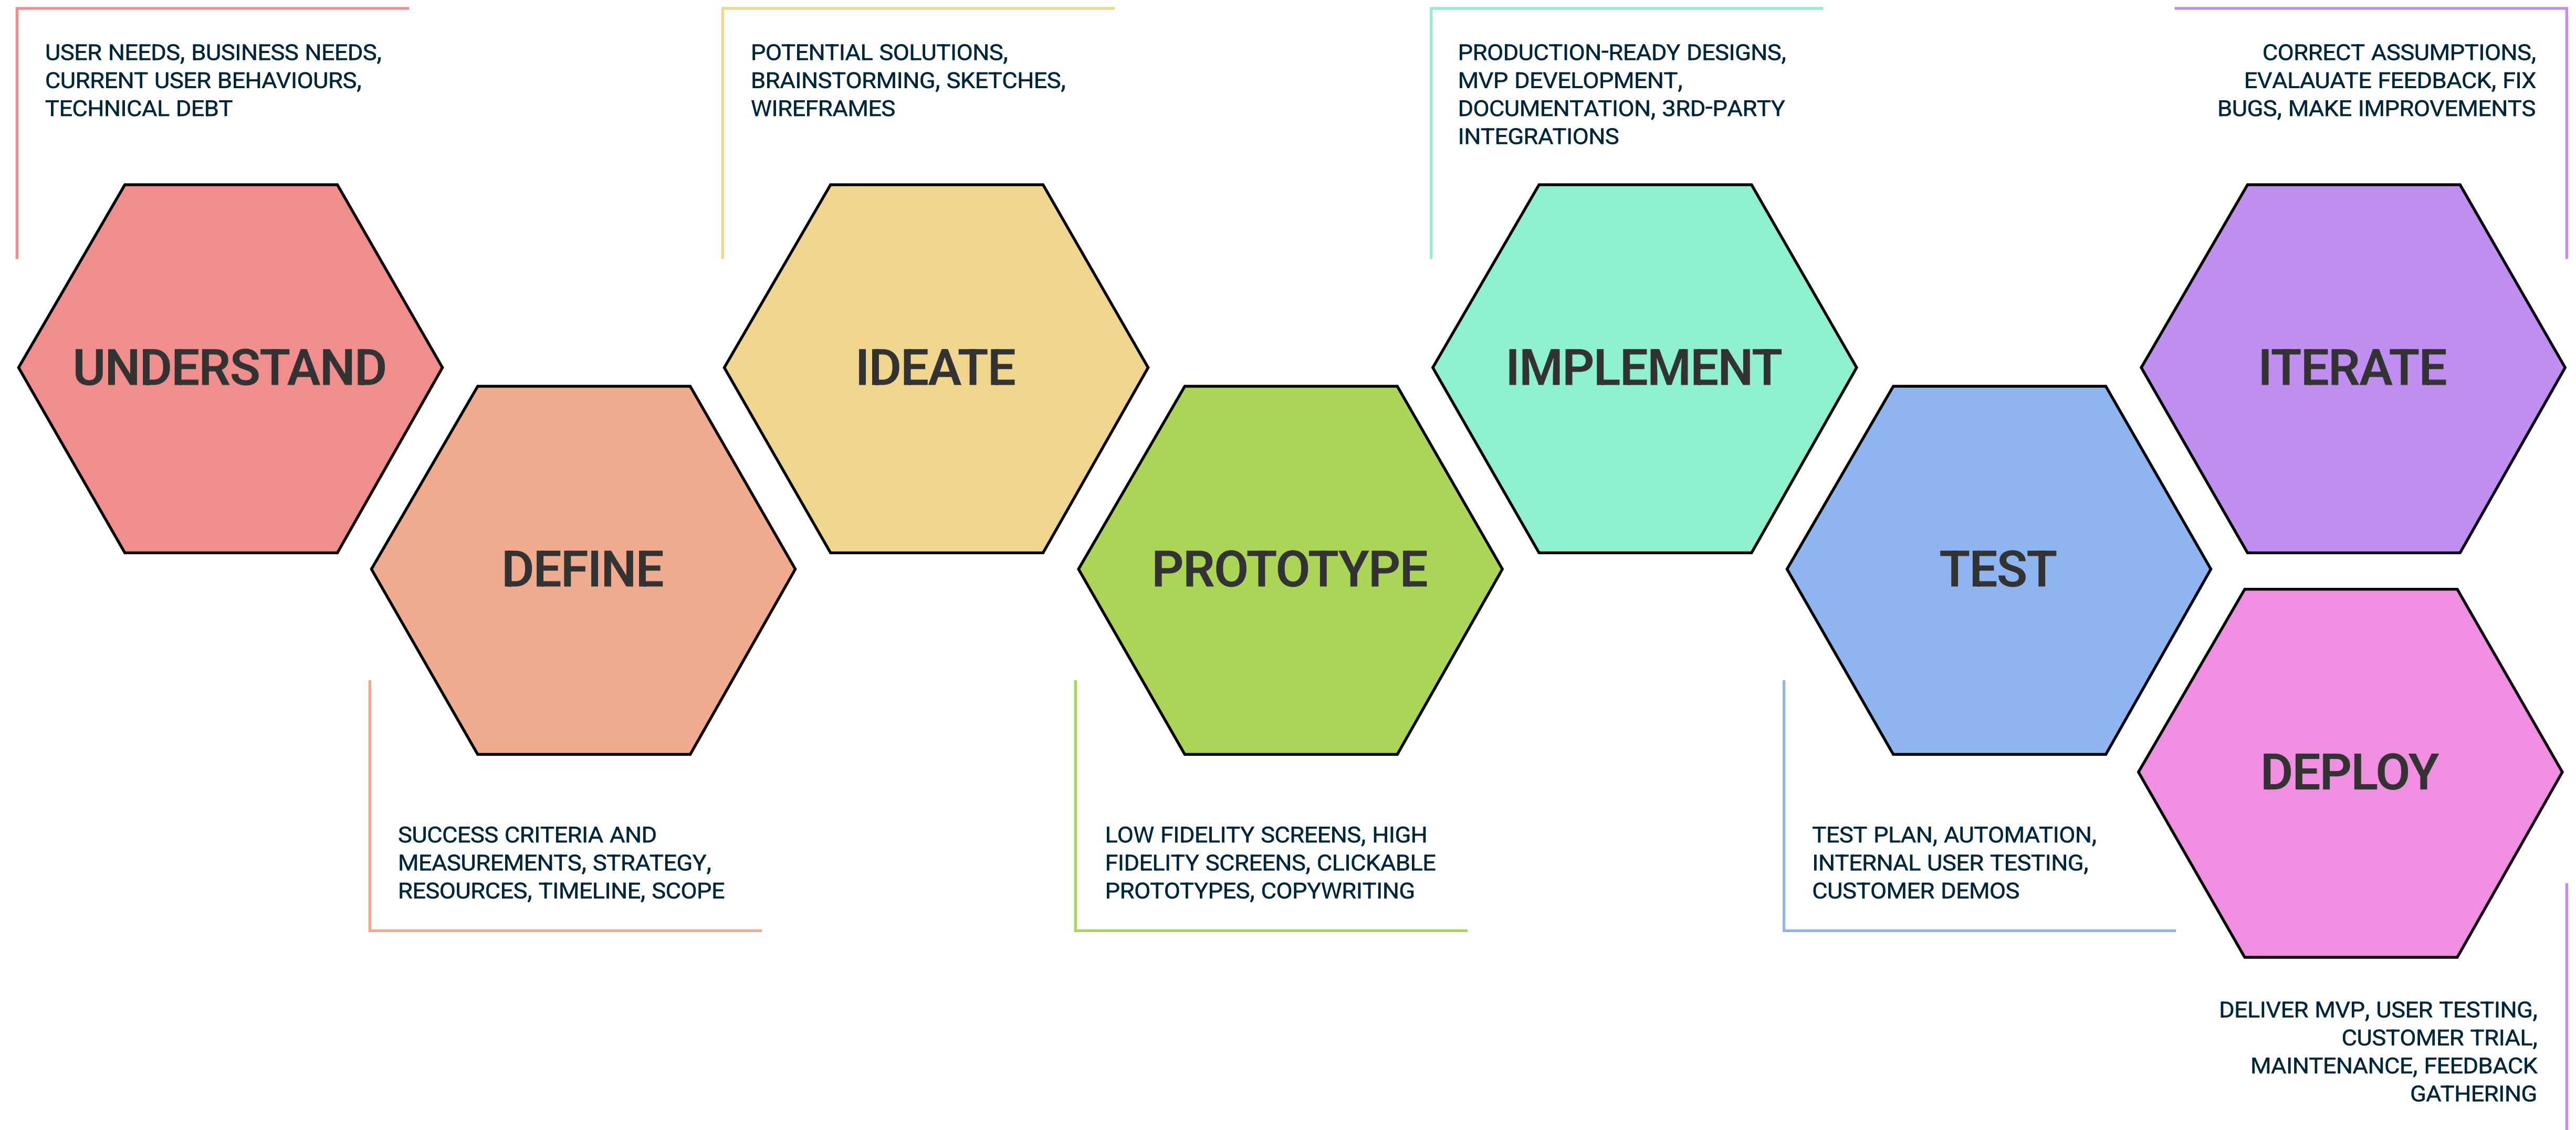 USER NEEDS, BUSINESS NEEDS,
CURRENT USER BEHAVIOURS,
TECHNICAL DEBT
UNDERSTAND
DEFINE
SUCCESS CRITERIA AND
MEASUREMENTS, STRATEGY,
RESOURCES, TIMELINE, SCOPE
POTENTIAL SOLUTIONS,
BRAINSTORMING, SKETCHES,
WIREFRAMES
IDEATE
PROTOTYPE
LOW FIDELITY SCREENS, HIGH
FIDELITY SCREENS, CLICKABLE
PROTOTYPES, COPYWRITING
PRODUCTION-READY DESIGNS,
MVP DEVELOPMENT,
DOCUMENTATION, 3RD-PARTY
INTEGRATIONS
IMPLEMENT
TEST
TEST PLAN, AUTOMATION,
INTERNAL USER TESTING,
CUSTOMER DEMOS
CORRECT ASSUMPTIONS,
EVALAUATE FEEDBACK, FIX
BUGS, MAKE IMPROVEMENTS
ITERATE
DEPLOY
DELIVER MVP, USER TESTING,
CUSTOMER TRIAL,
MAINTENANCE, FEEDBACK
GATHERING